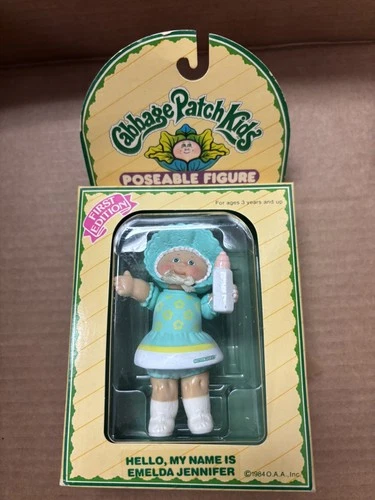 Cabbage Patch Kids
POSEABLE FIGURE
FIRST
EDITION
For ages 3 years and up
HELLO, MY NAME IS
EMELDA JENNIFER
©1984 O.A.A., Inc.